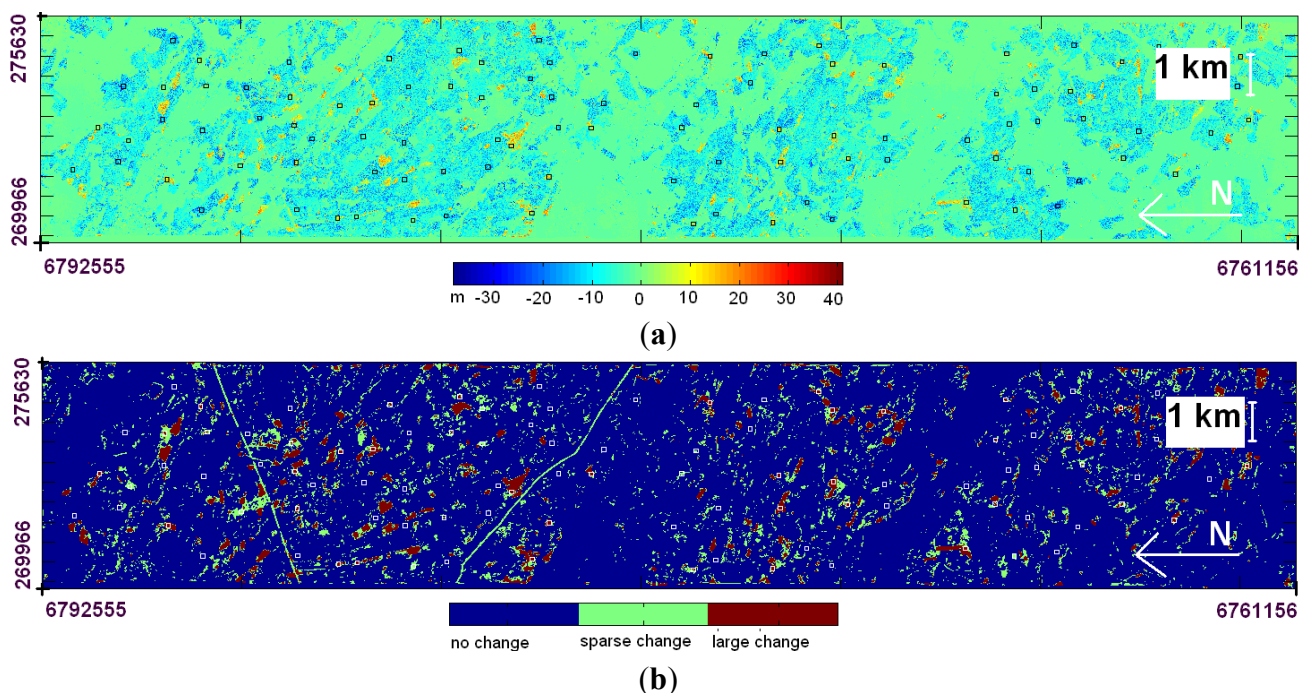 275630
269966
1 km
N
6792555
6761156
m -30 -20 -10 0 10 20 30 40
(a)
275630
269966
1 km
N
6792555
6761156
no change sparse change large change
(b)